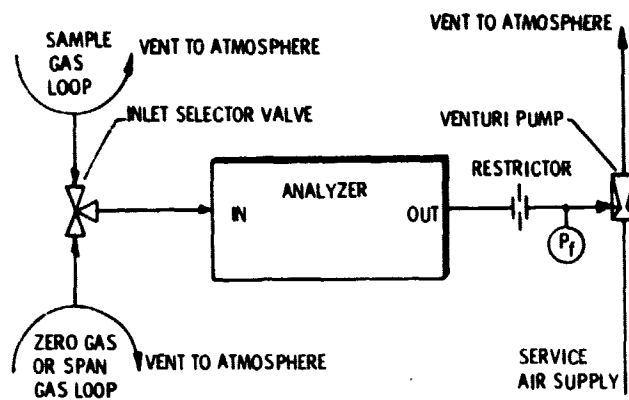 SAMPLE
GAS
LOOP
VENT TO ATMOSPHERE
INLET SELECTOR VALVE
VENT TO ATMOSPHERE
VENTURI PUMP
RESTRICTOR
ANALYZER
IN
OUT
Pf
ZERO GAS
OR SPAN
GAS LOOP
VENT TO ATMOSPHERE
SERVICE
AIR SUPPLY